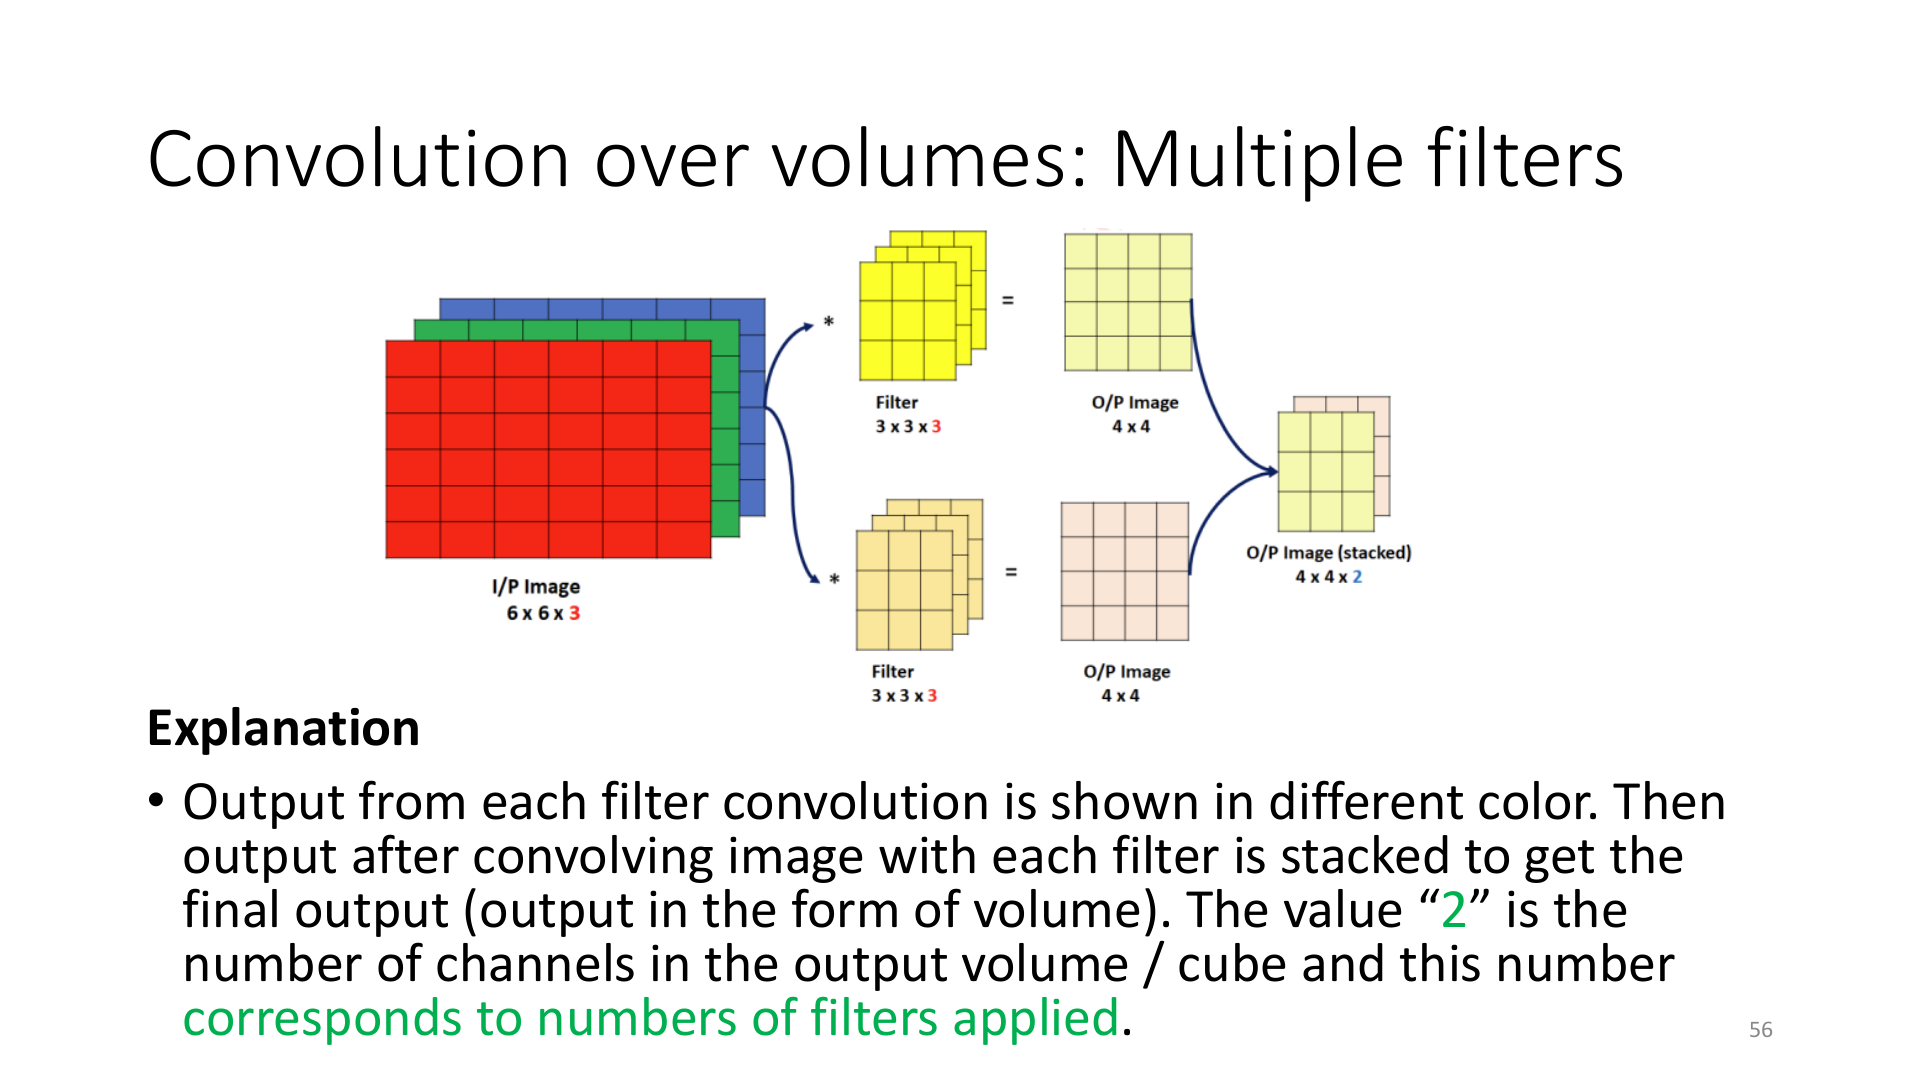 Convolution over volumes: Multiple filters
*
=
Filter
3 x 3 x 3
O/P Image
4 x 4
I/P Image
6 x 6 x 3
*
=
Filter
3 x 3 x 3
O/P Image
4 x 4
O/P Image (stacked)
4 x 4 x 2
Explanation
• Output from each filter convolution is shown in different color. Then
output after convolving image with each filter is stacked to get the
final output (output in the form of volume). The value “2” is the
number of channels in the output volume / cube and this number
corresponds to numbers of filters applied.
56